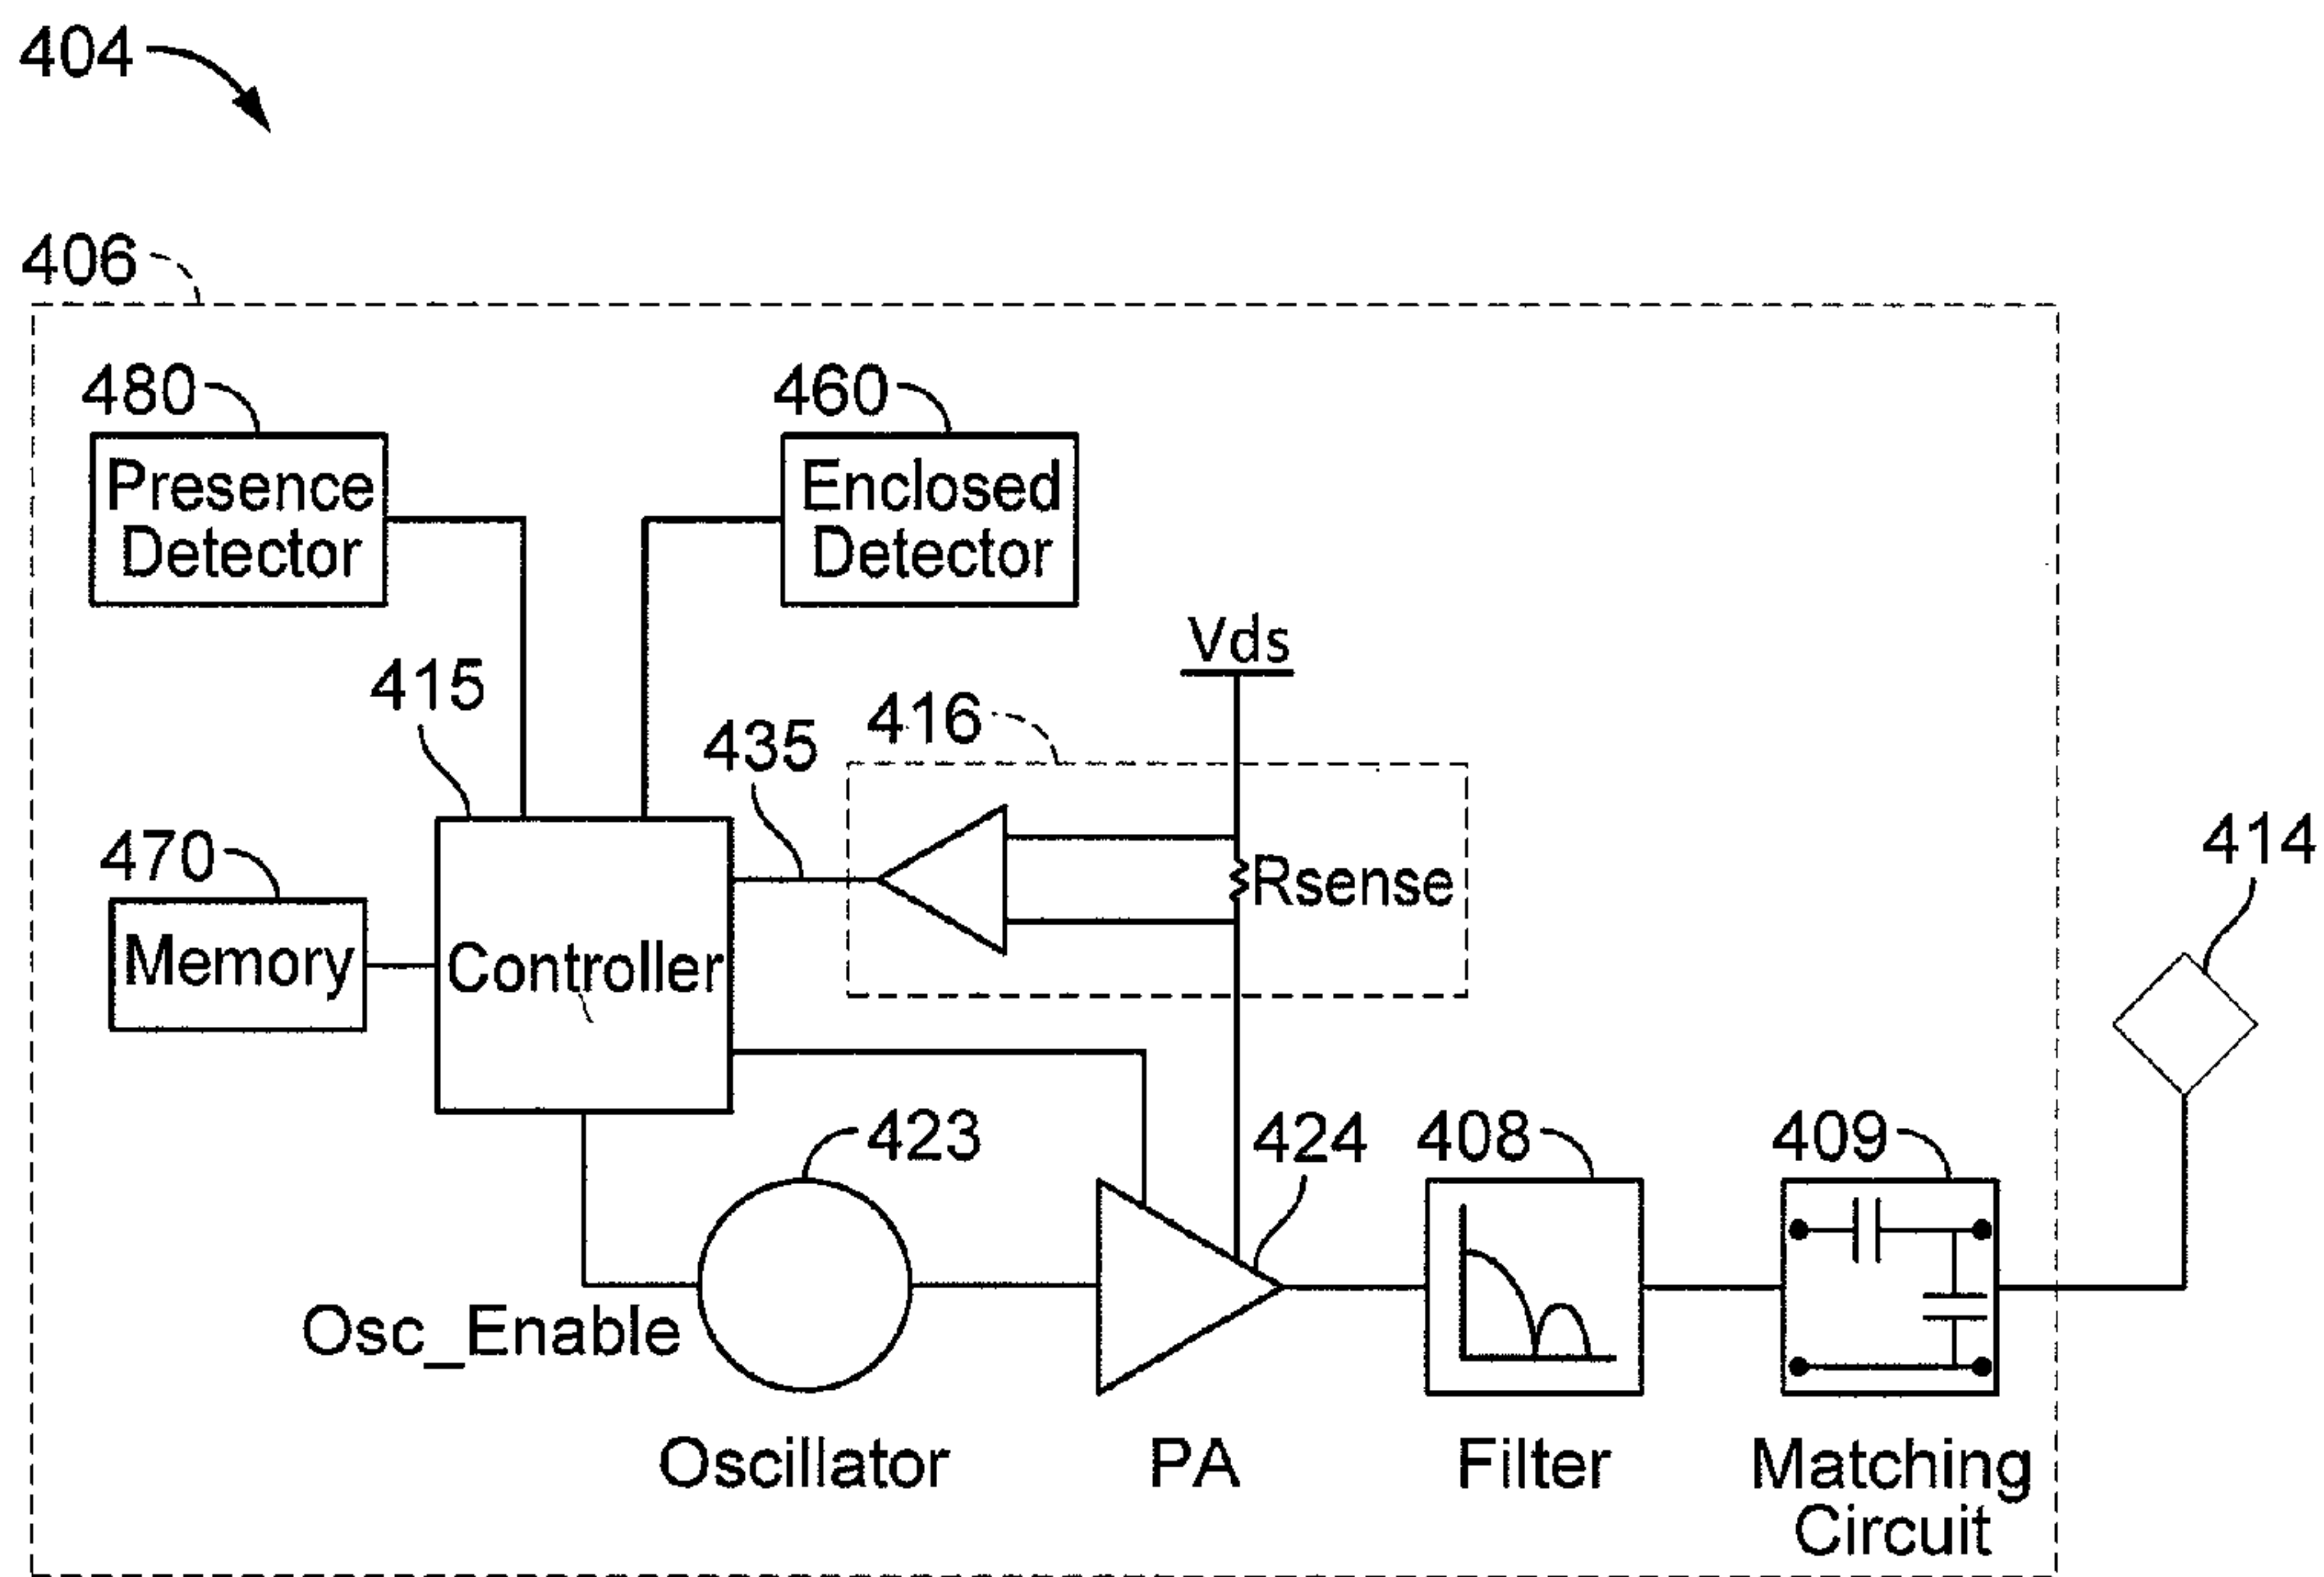 404
406
480
460
Presence
Detector
Enclosed
Detector
Vds
415
416
435
470
414
Rsense
Memory
Controller
423
424
408
409
Osc_Enable
Oscillator
PA
Filter
Matching
Circuit